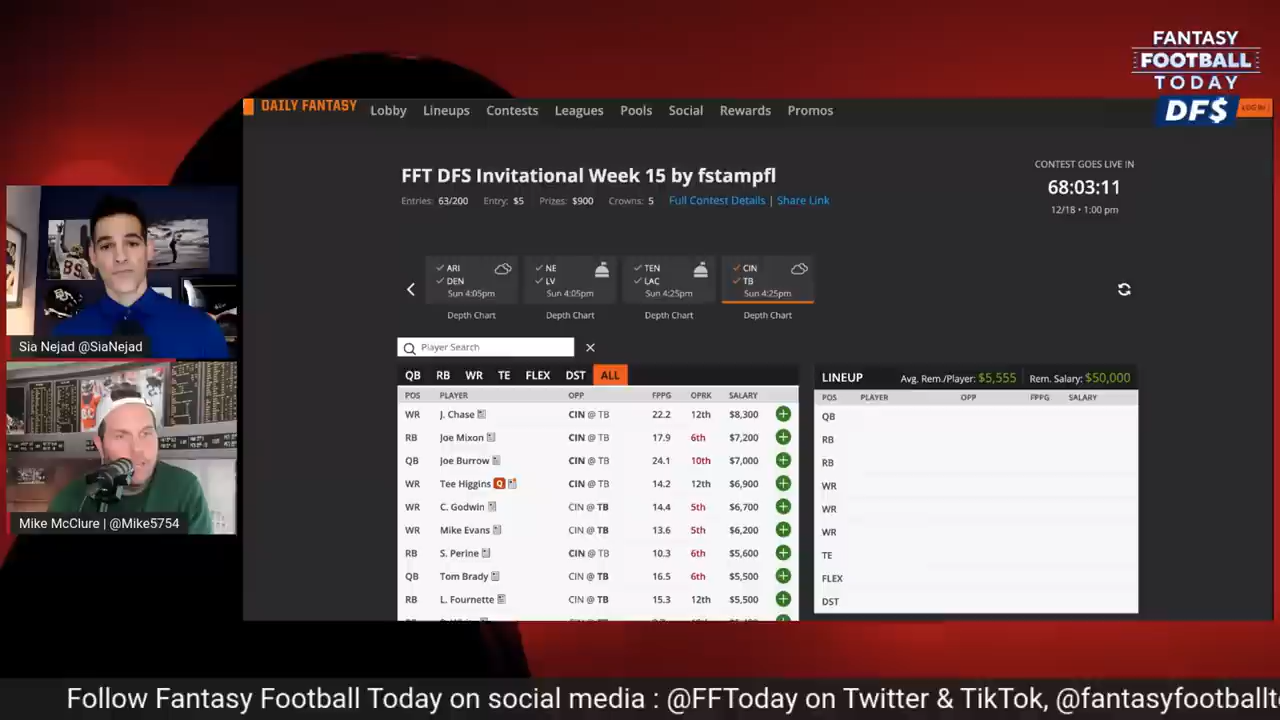 FANTASY
FOOTBALL
TODAY
DF$
DAILY FANTASY
Lobby Lineups Contests Leagues Pools Social Rewards Promos
LOG IN
FFT DFS Invitational Week 15 by fstampfl
Entries: 63/200 Entry: $5 Prizes: $900 Crowns: 5 Full Contest Details | Share Link
CONTEST GOES LIVE IN
68:03:11
12/18 • 1:00 pm
ARI
DEN
Sun 4:05pm
NE
LV
Sun 4:05pm
TEN
LAC
Sun 4:25pm
CIN
TB
Sun 4:25pm
Depth Chart Depth Chart Depth Chart Depth Chart
Player Search
QB RB WR TE FLEX DST ALL
POS PLAYER OPP FPPG OPRK SALARY
WR J. Chase CIN @ TB 22.2 12th $8,300
RB Joe Mixon CIN @ TB 17.9 6th $7,200
QB Joe Burrow CIN @ TB 24.1 10th $7,000
WR Tee Higgins Q CIN @ TB 14.2 12th $6,900
WR C. Godwin CIN @ TB 14.4 5th $6,700
WR Mike Evans CIN @ TB 13.6 5th $6,200
RB S. Perine CIN @ TB 10.3 6th $5,600
QB Tom Brady CIN @ TB 16.5 6th $5,500
RB L. Fournette CIN @ TB 15.3 12th $5,500
LINEUP Avg. Rem./Player: $5,555 Rem. Salary: $50,000
POS PLAYER OPP FPPG SALARY
QB
RB
RB
WR
WR
WR
TE
FLEX
DST
89
Sia Nejad @SiaNejad
Mike McClure | @Mike5754
Follow Fantasy Football Today on social media : @FFToday on Twitter & TikTok, @fantasyfootballt